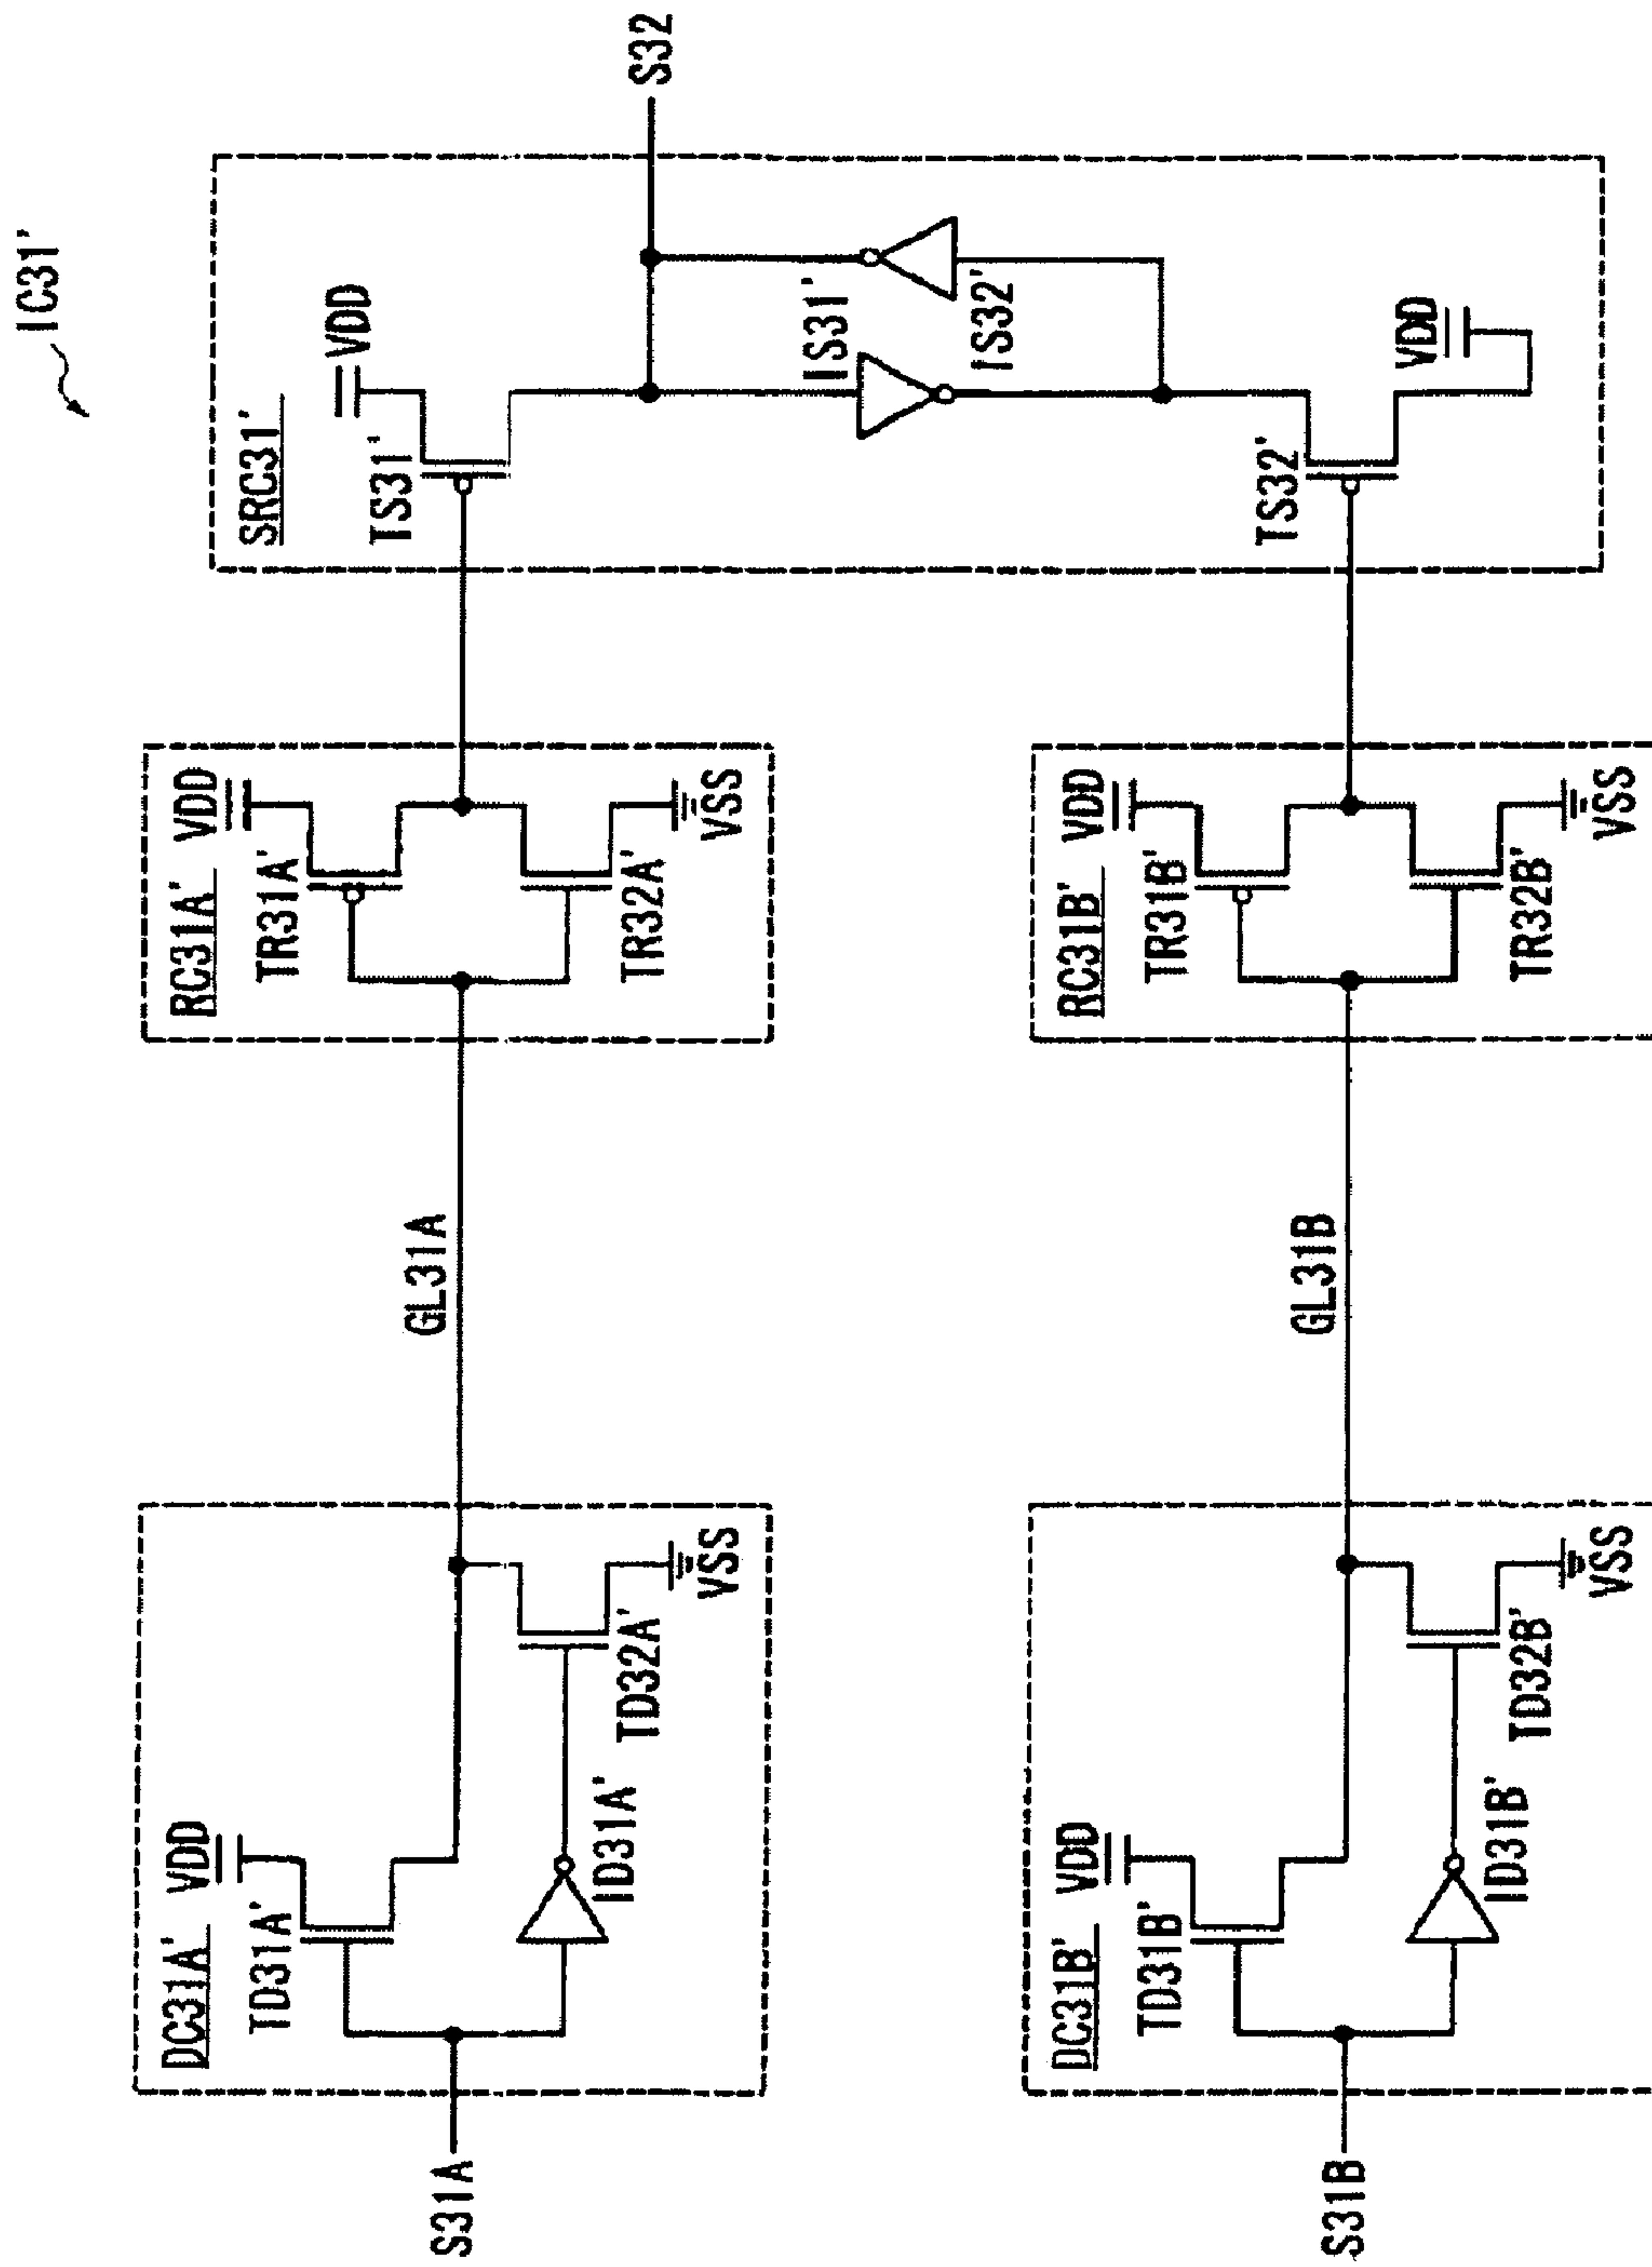 IC31'
S32
SRC31'
VDD
TS31'
IS31'
IS32'
VDD
TS32'
RC31A'
VDD
TR31A'
VSS
TR32A'
RC31B'
VDD
TR31B'
VSS
TR32B'
GL31A
GL31B
DC31A'
VDD
TD31A'
VSS
TD32A'
ID31A'
DC31B'
VDD
TD31B'
VSS
TD32B'
ID31B'
S31A
S31B